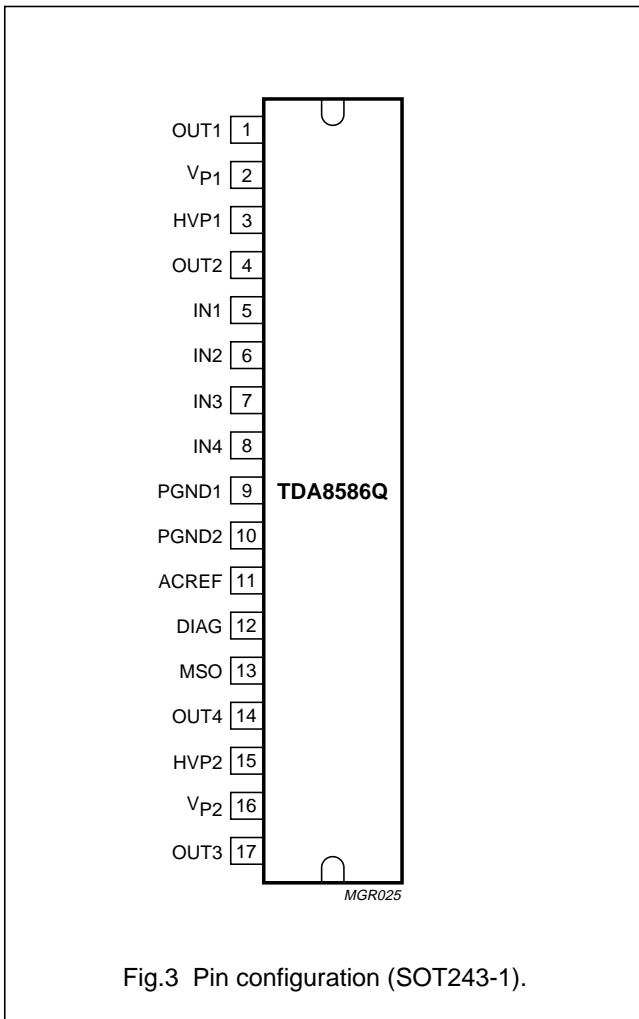 OUT1 1
VP1 2
HVP1 3
OUT2 4
IN1 5
IN2 6
IN3 7
IN4 8
PGND1 9 TDA8586Q
PGND2 10
ACREF 11
DIAG 12
MSO 13
OUT4 14
HVP2 15
VP2 16
OUT3 17
MGR025
Fig.3 Pin configuration (SOT243-1).